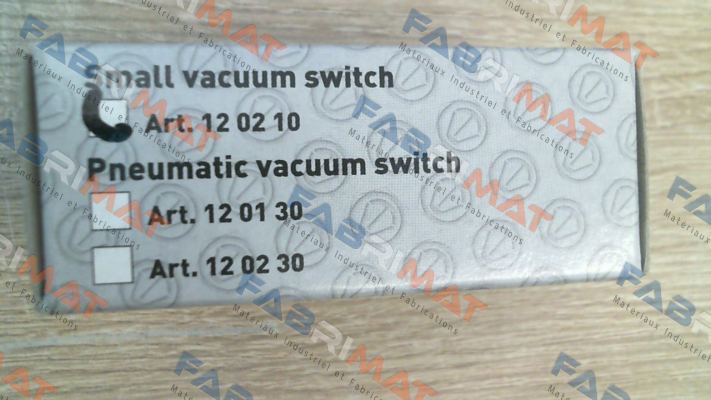 Small vacuum switch
Art. 12 02 10
Pneumatic vacuum switch
Art. 12 01 30
Art. 12 02 30
FABRIMAT
Materiaux Industriel et Fabrications